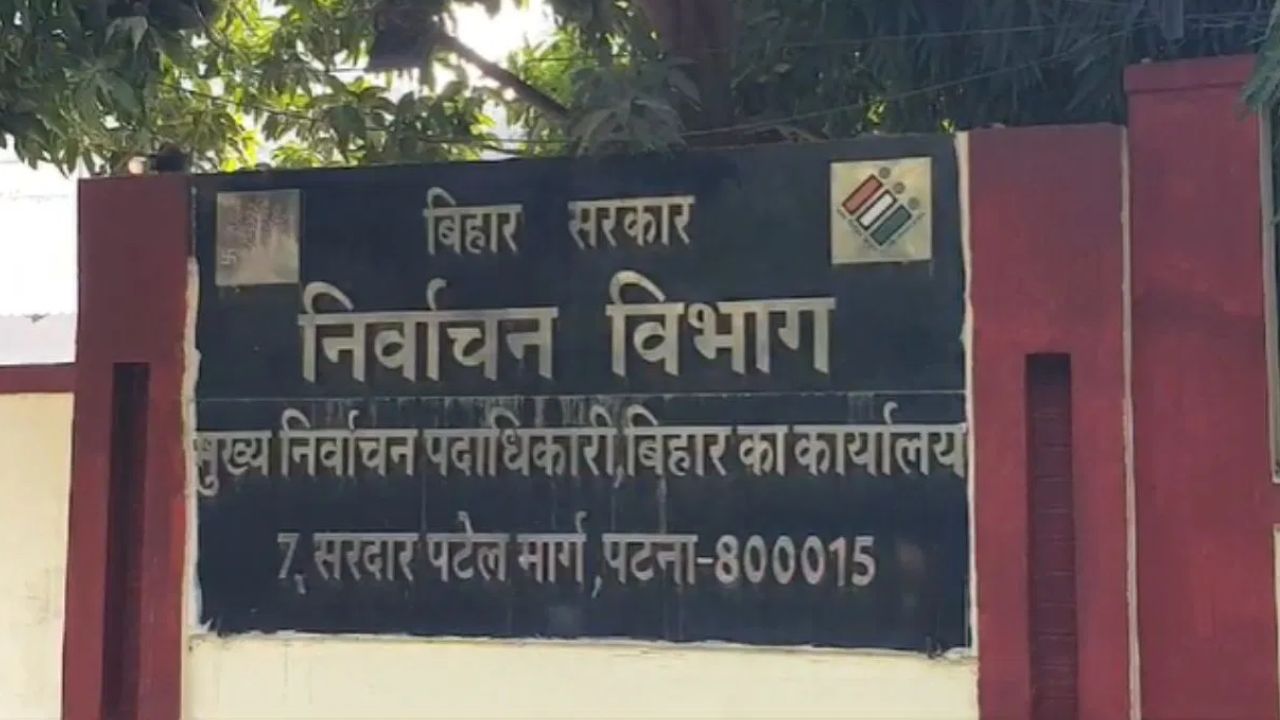 बिहार सरकार
निर्वाचन विभाग
मुख्य निर्वाचन पदाधिकारी,बिहार का कार्यालय
7, सरदार पटेल मार्ग ,पटना-800015